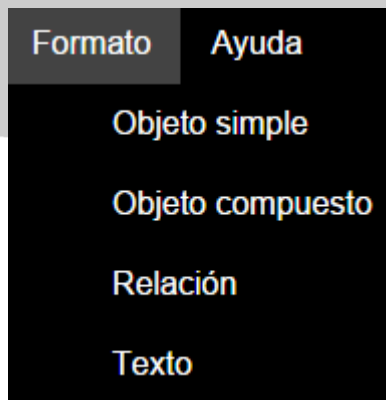 Formato Ayuda
Objeto simple
Objeto compuesto
Relación
Texto